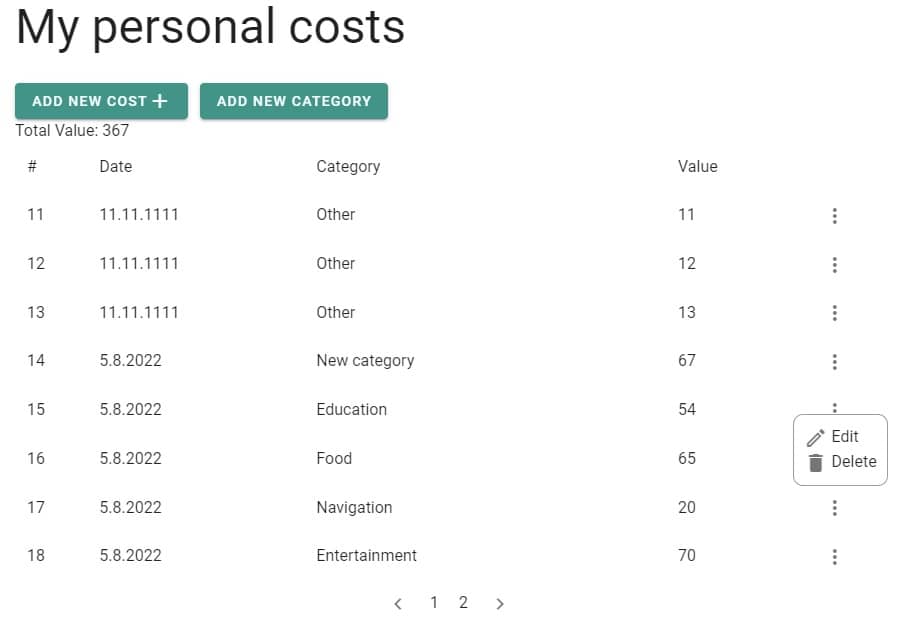 My personal costs
ADD NEW COST + ADD NEW CATEGORY
Total Value: 367
# Date Category Value
11 11.11.1111 Other 11
12 11.11.1111 Other 12
13 11.11.1111 Other 13
14 5.8.2022 New category 67
15 5.8.2022 Education 54
Edit
16 5.8.2022 Food 65
Delete
17 5.8.2022 Navigation 20
18 5.8.2022 Entertainment 70
< 1 2 >